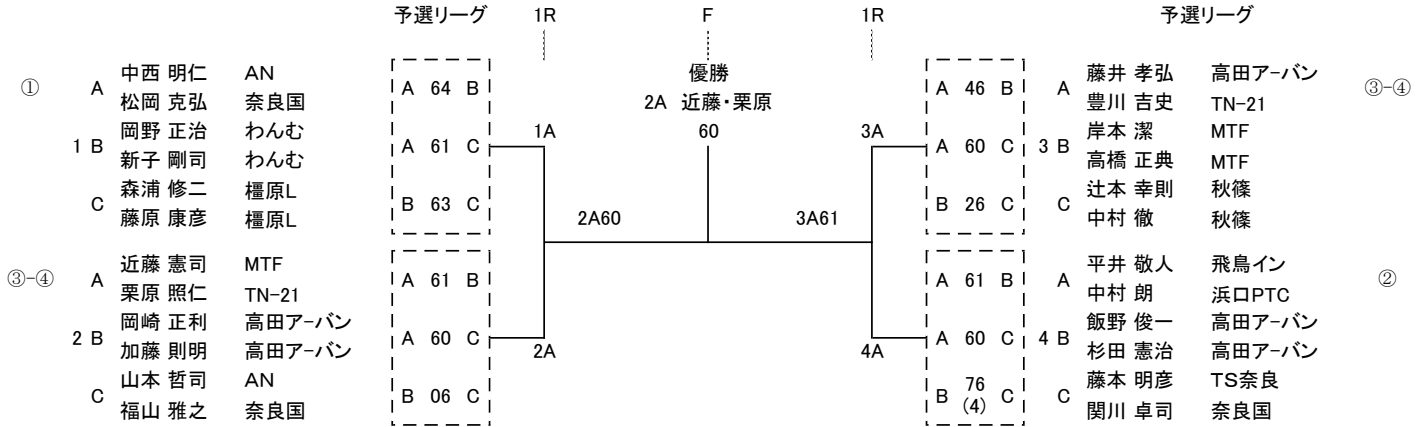 予選リーグ 1R F 1R 予選リーグ
① A 中西 明仁 AN A 64 B 優勝 A 46 B A 藤井 孝弘 高田ア-バン ③-④
松岡 克弘 奈良国 2A 近藤・栗原 豊川 吉史 TN-21
1 B 岡野 正治 わんむ A 61 C 1A 60 3A A 60 C 3 B 岸本 潔 MTF
新子 剛司 わんむ 高橋 正典 MTF
C 森浦 修二 橿原L B 63 C B 26 C C 辻本 幸則 秋篠
藤原 康彦 橿原L 2A60 3A61 中村 徹 秋篠
③-④ A 近藤 憲司 MTF A 61 B A 61 B A 平井 敬人 飛鳥イン ②
栗原 照仁 TN-21 中村 朗 浜口PTC
2 B 岡崎 正利 高田ア-バン A 60 C A 60 C 4 B 飯野 俊一 高田ア-バン
加藤 則明 高田ア-バン 2A 4A 杉田 憲治 高田ア-バン
C 山本 哲司 AN B 06 C B 76 (4) C C 藤本 明彦 TS奈良
福山 雅之 奈良国 関川 卓司 奈良国